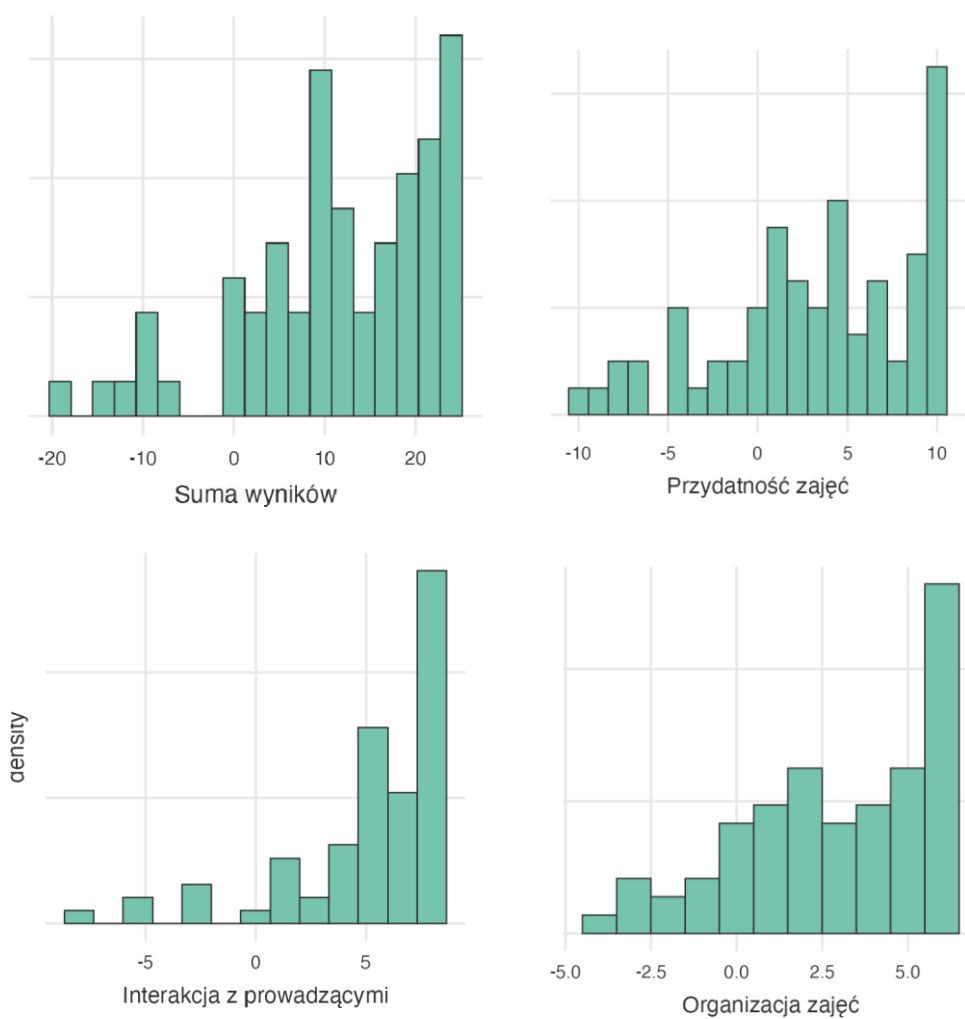 -20 -10 0 10 20
Suma wyników
-10 -5 0 5 10
Przydatność zajęć
density
-5 0 5
Interakcja z prowadzącymi
-5.0 -2.5 0.0 2.5 5.0
Organizacja zajęć